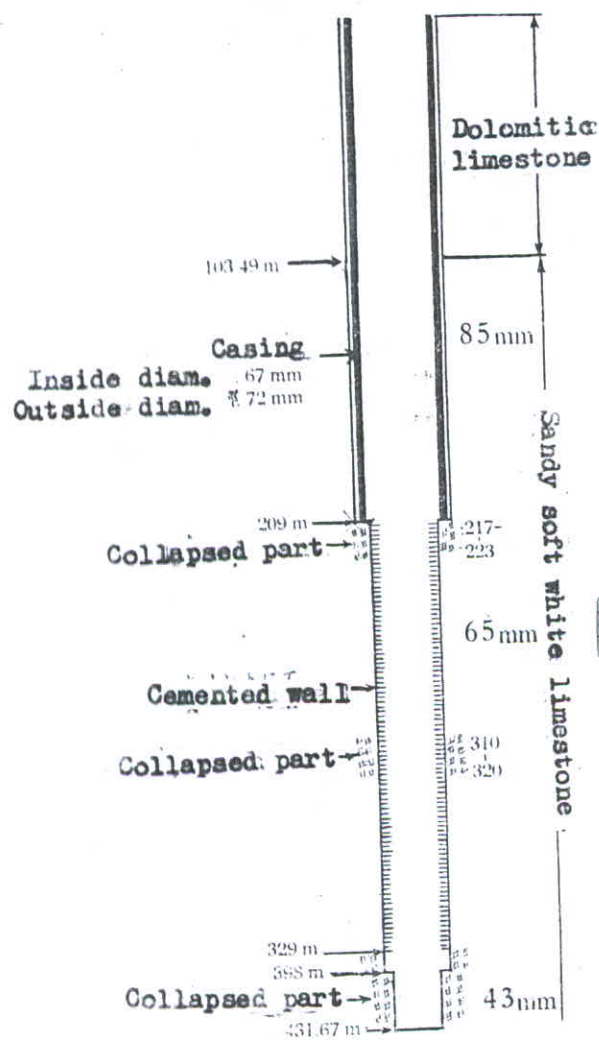 Dolomitic
limestone
103.49 m
85mm
Casing
Inside diam. 67 mm
Outside diam. 72 mm
Sandy soft white limestone
209 m
217-
223
Collapsed part
65mm
Cemented wall
310
-
320
Collapsed part
329 m
398 m
Collapsed part
43mm
431.67 m